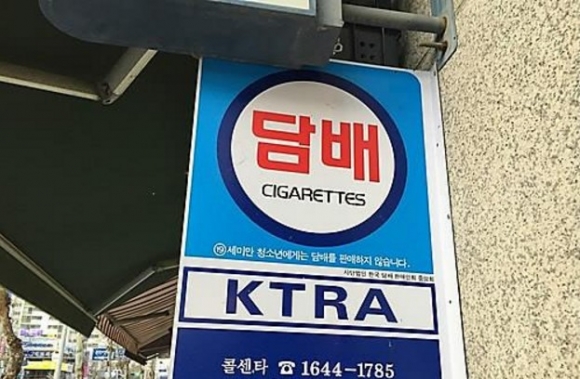 담배
CIGARETTES
⑲세미만 청소년에게는 담배를 판매하지 않습니다.
사단법인 한국 담배 판매인회 중앙회
KTRA
콜센타 ☎ 1644-1785